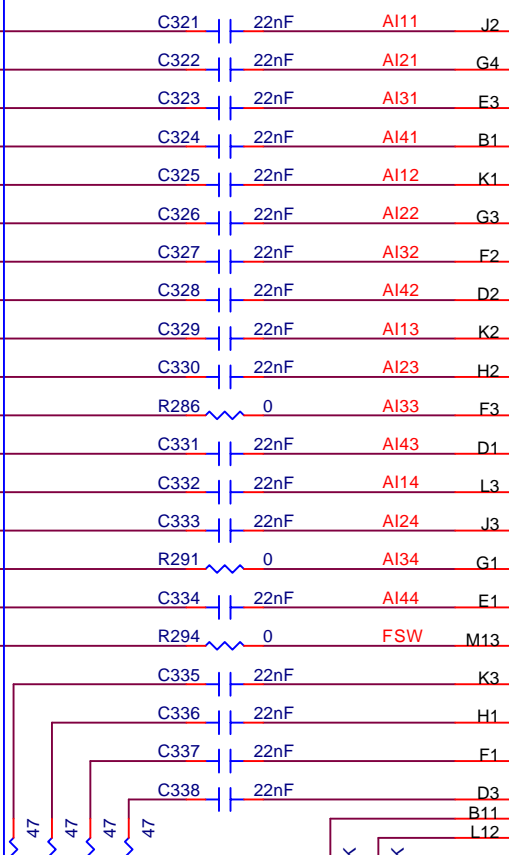 C321 22nF AI11 J2
C322 22nF AI21 G4
C323 22nF AI31 E3
C324 22nF AI41 B1
C325 22nF AI12 K1
C326 22nF AI22 G3
C327 22nF AI32 F2
C328 22nF AI42 D2
C329 22nF AI13 K2
C330 22nF AI23 H2
R286 0 AI33 F3
C331 22nF AI43 D1
C332 22nF AI14 L3
C333 22nF AI24 J3
R291 0 AI34 G1
C334 22nF AI44 E1
R294 0 FSW M13
C335 22nF K3
C336 22nF H1
C337 22nF F1
C338 22nF D3
B11
47 47 47 47 L12